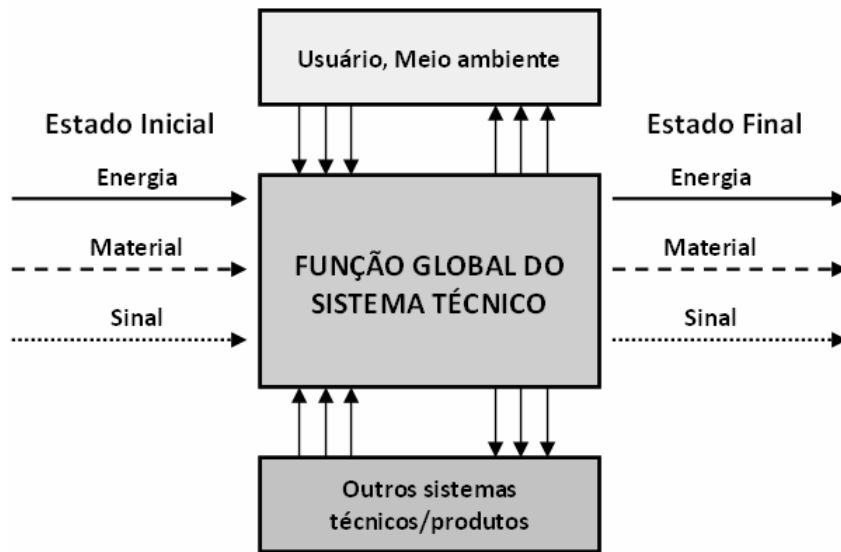 Usuário, Meio ambiente
Estado Inicial
Estado Final
Energia
Energia
Material
Material
FUNÇÃO GLOBAL DO
SISTEMA TÉCNICO
Sinal
Sinal
Outros sistemas
técnicos/produtos